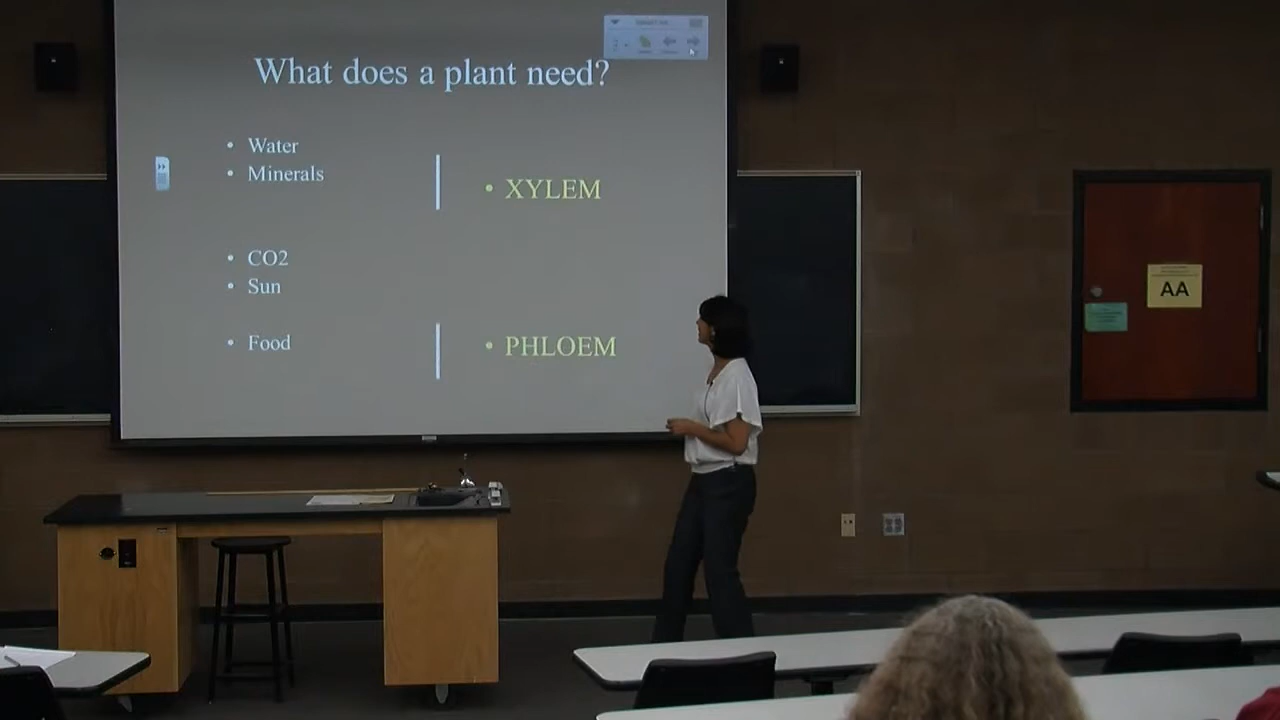 What does a plant need?
• Water
• Minerals
• XYLEM
• CO2
• Sun
• Food
• PHLOEM
AA